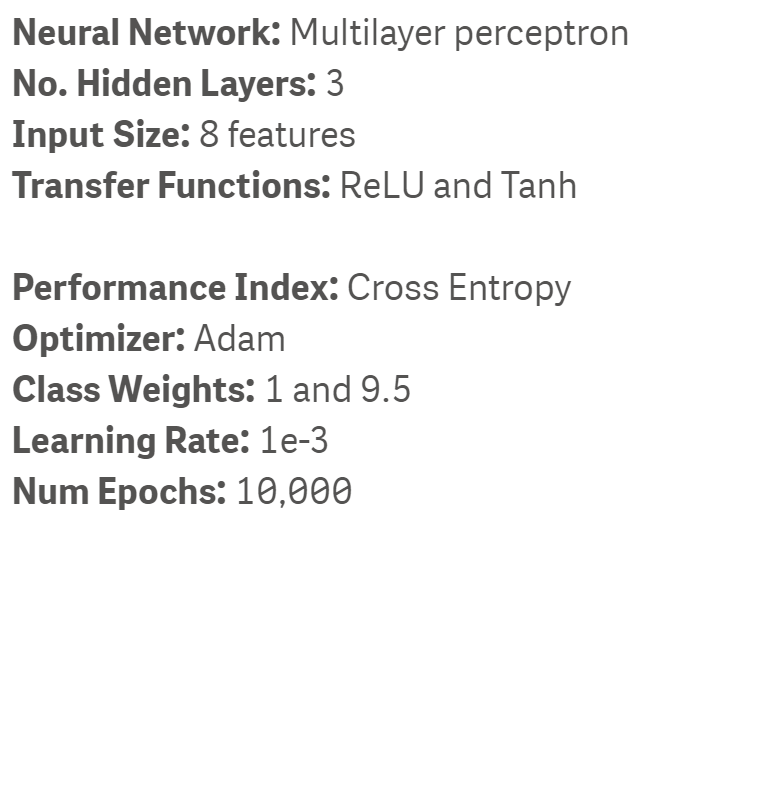 Neural Network: Multilayer perceptron
No. Hidden Layers: 3
Input Size: 8 features
Transfer Functions: ReLU and Tanh
Performance Index: Cross Entropy
Optimizer: Adam
Class Weights: 1 and 9.5
Learning Rate: 1e-3
Num Epochs: 10,000